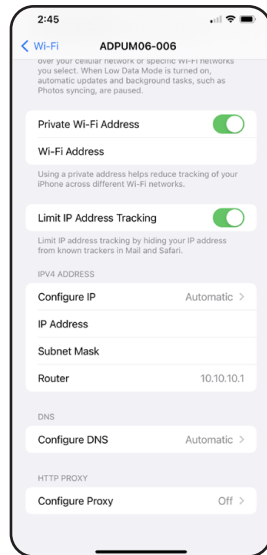 2:45
Wi-Fi
ADPUM06-006
over your cellular network or specific Wi-Fi networks
you select. When Low Data Mode is turned on,
automatic updates and background tasks, such as
Photos syncing, are paused.
Private Wi-Fi Address
Wi-Fi Address
Using a private address helps reduce tracking of your
iPhone across different Wi-Fi networks.
Limit IP Address Tracking
Limit IP address tracking by hiding your IP address
from known trackers in Mail and Safari.
IPV4 ADDRESS
Configure IP Automatic
IP Address
Subnet Mask
Router 10.10.10.1
DNS
Configure DNS Automatic
HTTP PROXY
Configure Proxy Off